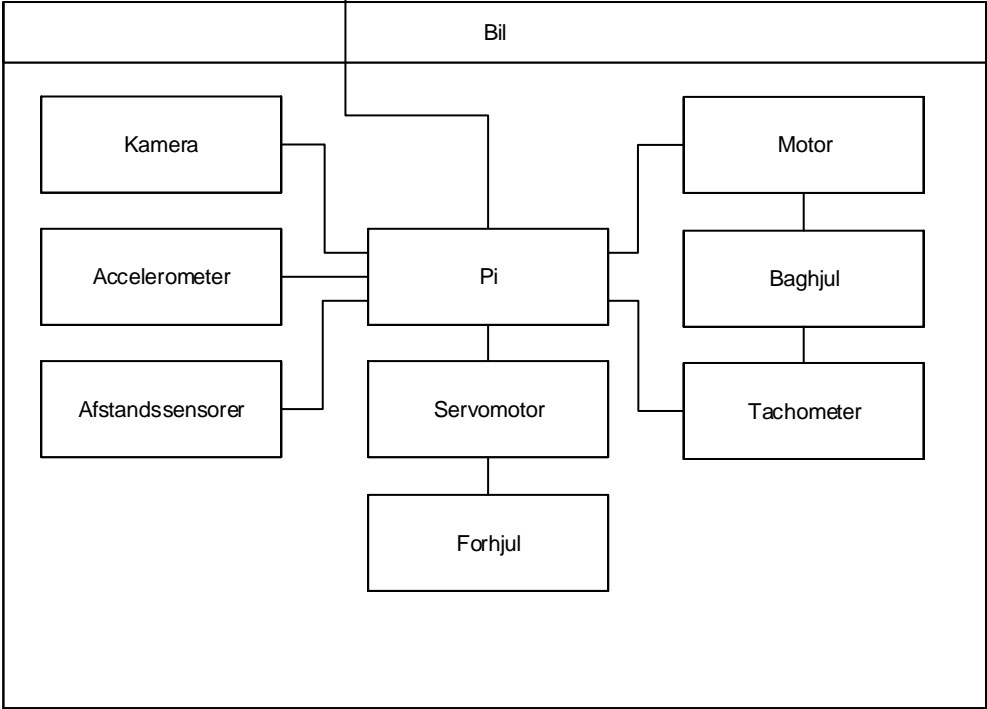 Bil
Kamera
Motor
Accelerometer
Pi
Baghjul
Afstandssensorer
Servomotor
Tachometer
Forhjul